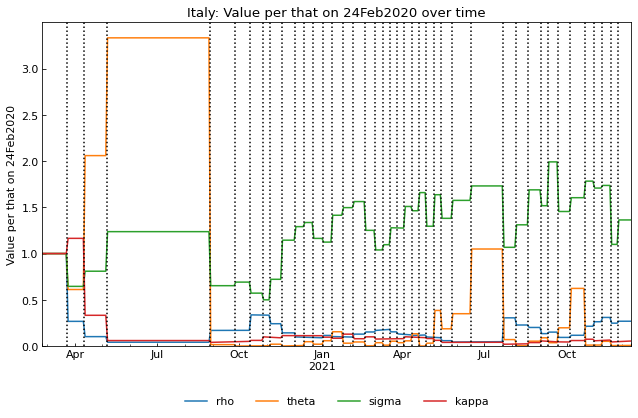 Italy: Value per that on 24Feb2020 over time
Value per that on 24Feb2020
3.0
2.5
2.0
1.5
1.0
0.5
0.0
Apr Jul Oct Jan Apr Jul Oct
2021
rho theta sigma kappa